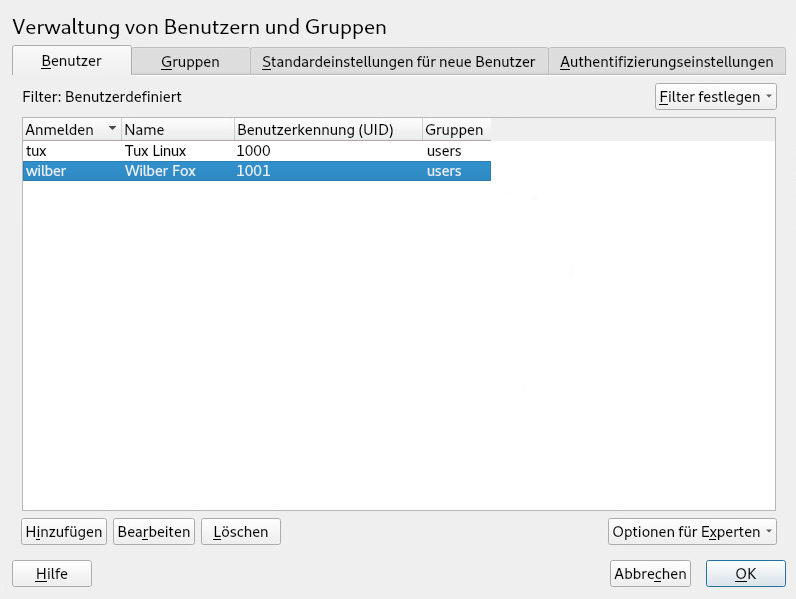 Verwaltung von Benutzern und Gruppen
Benutzer Gruppen Standardeinstellungen für neue Benutzer Authentifizierungseinstellungen
Filter: Benutzerdefiniert Filter festlegen
Anmelden Name Benutzerkennung (UID) Gruppen
tux Tux Linux 1000 users
wilber Wilber Fox 1001 users
Hinzufügen Bearbeiten Löschen Optionen für Experten
Hilfe Abbrechen OK